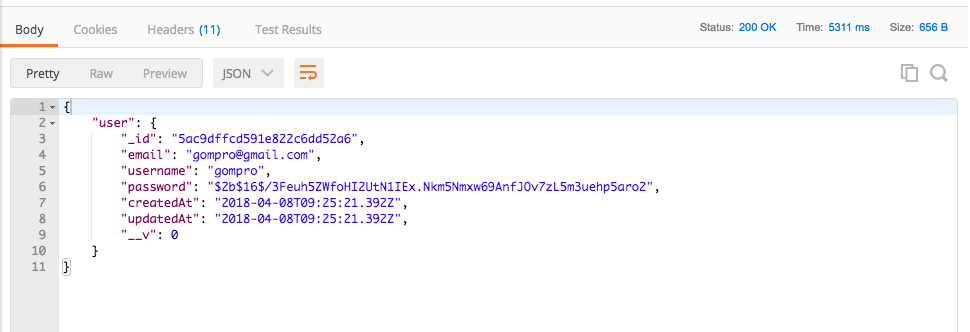 Body Cookies Headers (11) Test Results Status: 200 OK Time: 5311 ms Size: 656 B
Pretty Raw Preview JSON
1 {
2 "user": {
3 "_id": "5ac9dffcd591e822c6dd52a6",
4 "email": "gompro@gmail.com",
5 "username": "gompro",
6 "password": "$2b$16$/3Feuh5ZWfoHI2UtN1IEx.Nkm5Nmxw69AnfJOv7zL5m3uehp5aro2",
7 "createdAt": "2018-04-08T09:25:21.392Z",
8 "updatedAt": "2018-04-08T09:25:21.392Z",
9 "__v": 0
10 }
11 }